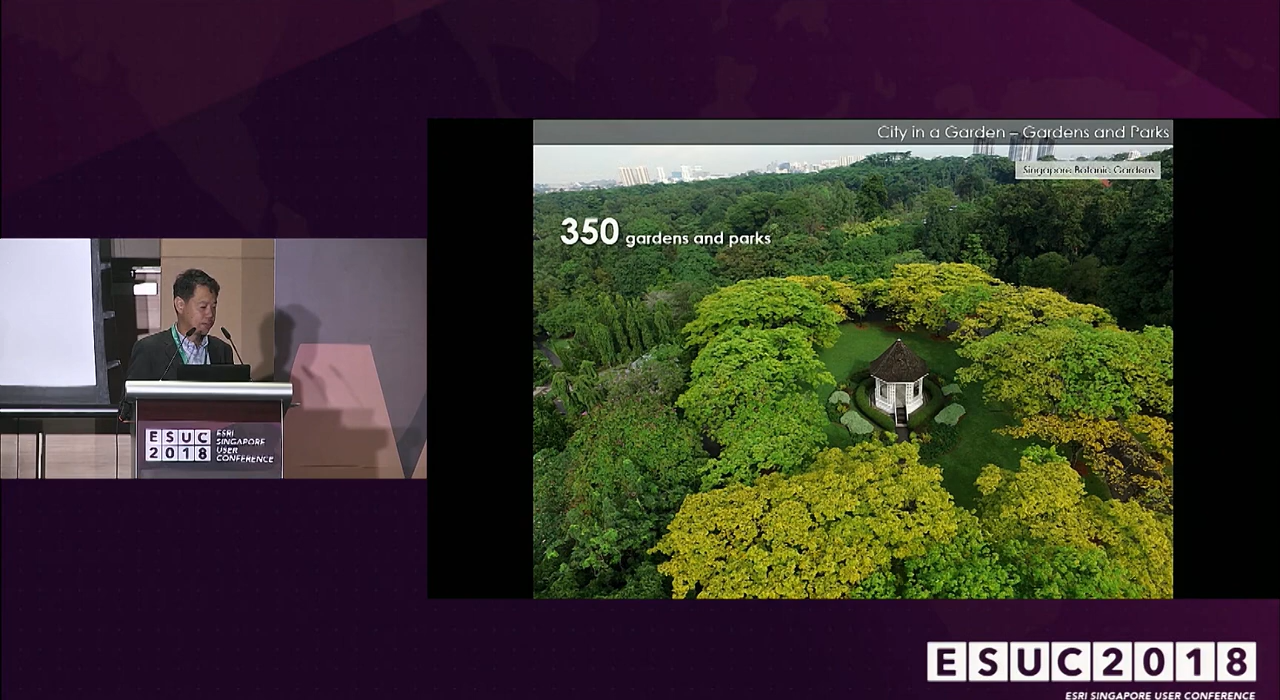 City in a Garden – Gardens and Parks
Singapore Botanic Gardens
350 gardens and parks
ESUC
2018
ESRI
SINGAPORE
USER
CONFERENCE
ESUC2018
ESRI SINGAPORE USER CONFERENCE